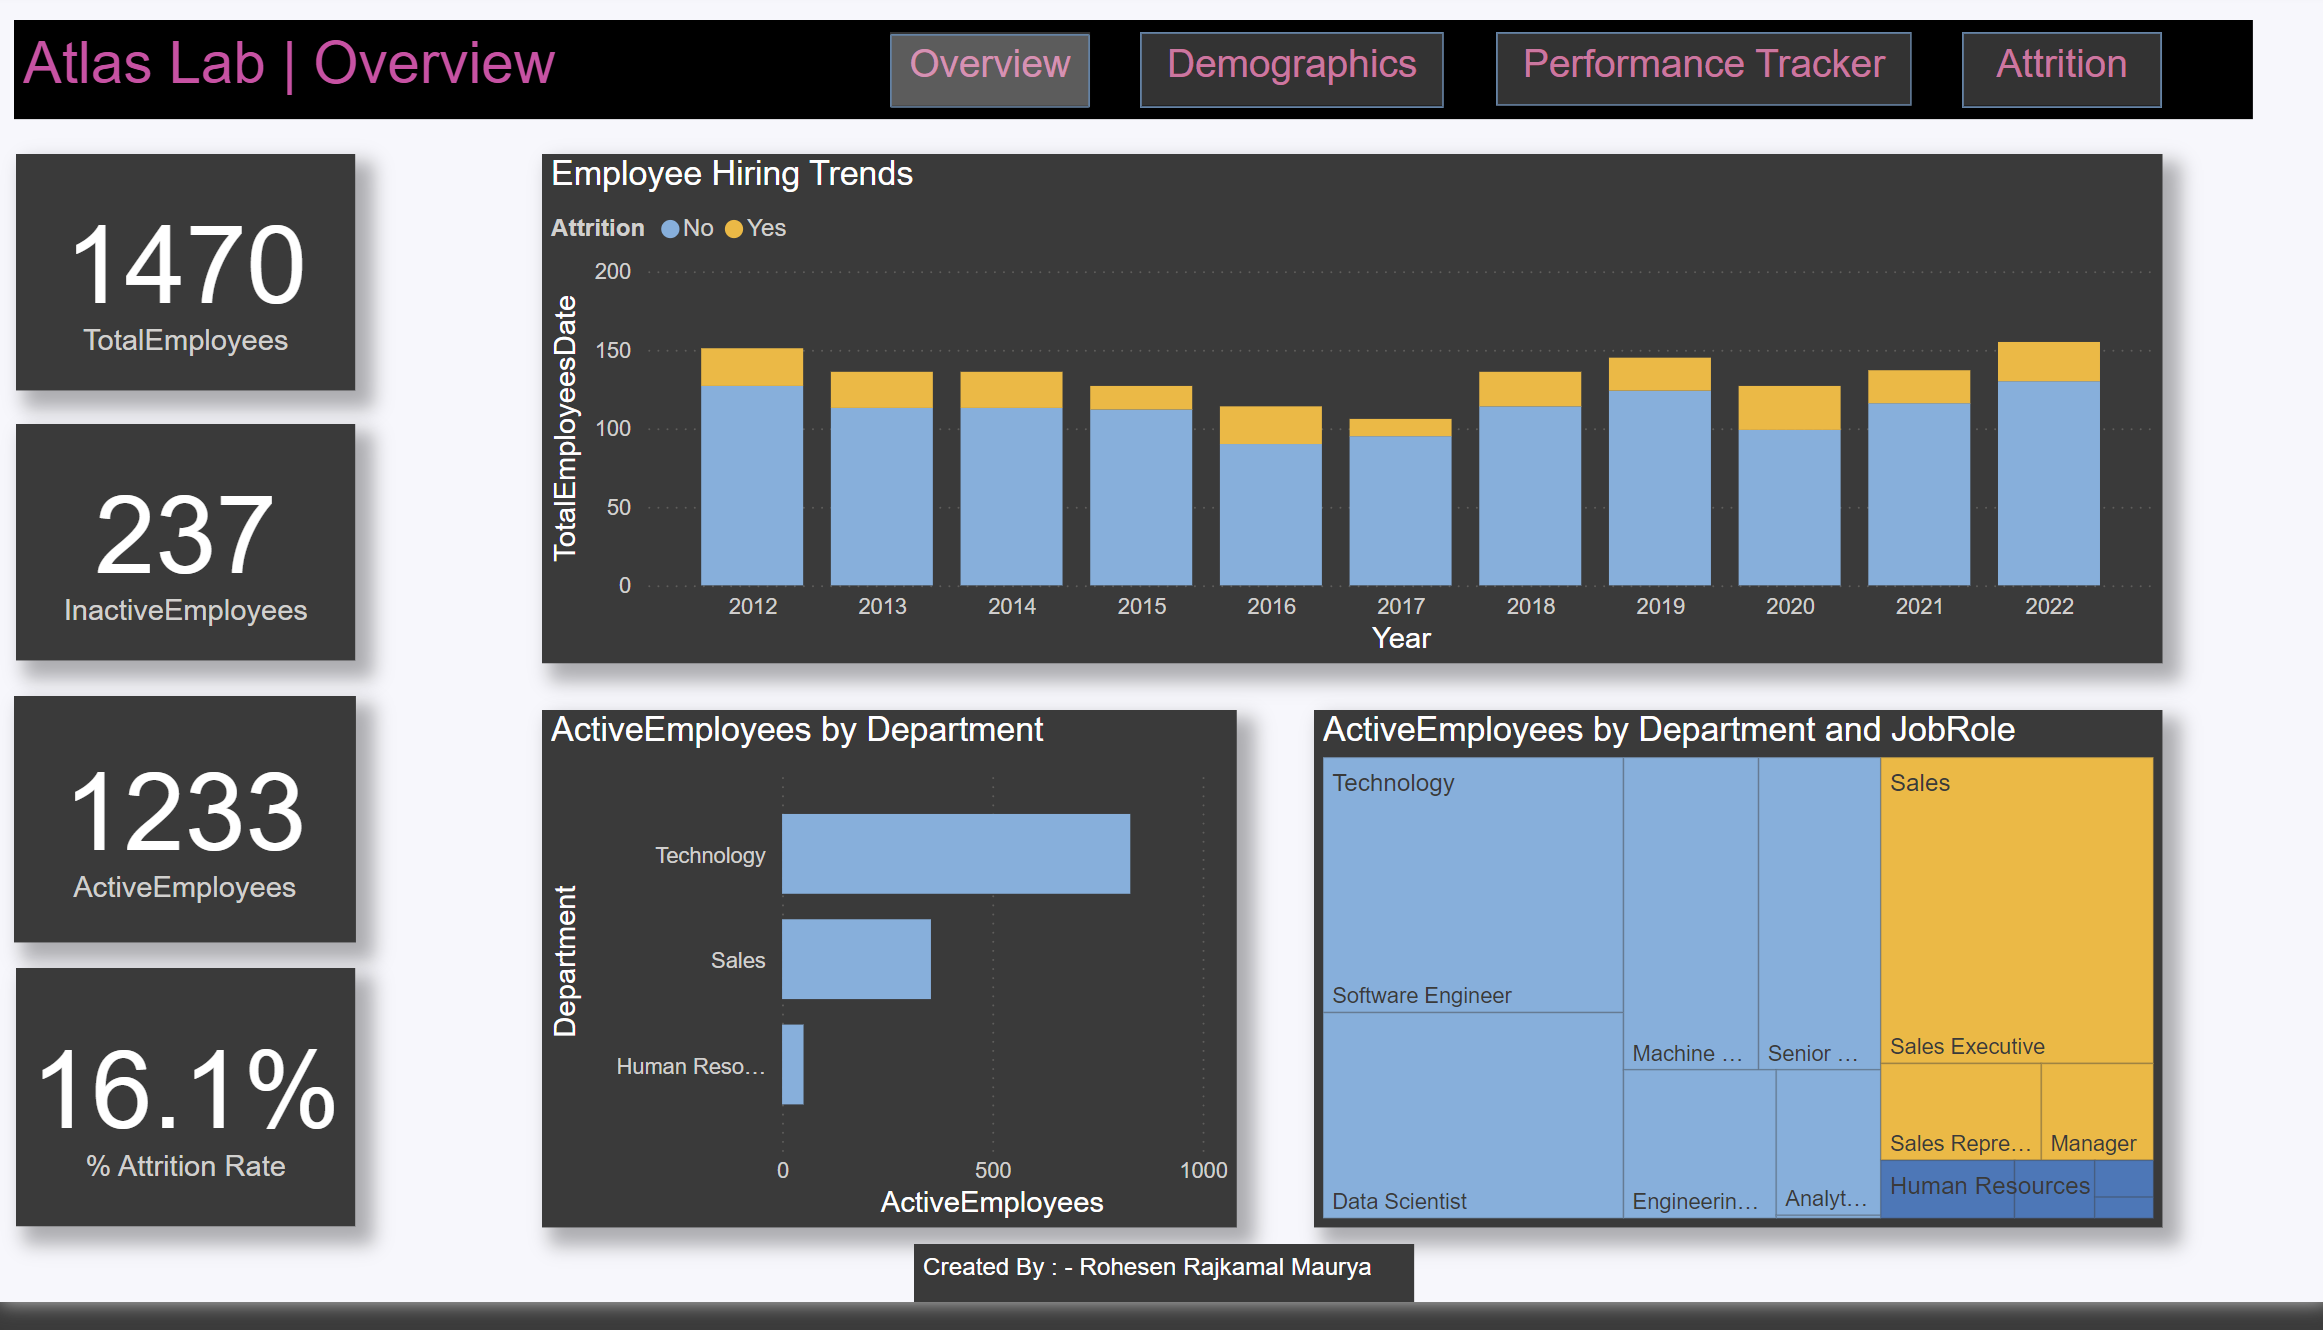 Atlas Lab | Overview
Overview
Demographics
Performance Tracker
Attrition
1470
TotalEmployees
237
InactiveEmployees
1233
ActiveEmployees
16.1%
% Attrition Rate
Employee Hiring Trends
Attrition No Yes
TotalEmployeesDate
200
150
100
50
0
2012 2013 2014 2015 2016 2017 2018 2019 2020 2021 2022
Year
ActiveEmployees by Department
Department
Technology
Sales
Human Reso...
0 500 1000
ActiveEmployees
ActiveEmployees by Department and JobRole
Technology
Software Engineer
Data Scientist
Machine ...
Senior ...
Engineerin...
Analyt...
Sales
Sales Executive
Sales Repre...
Manager
Human Resources
Created By : - Rohesen Rajkamal Maurya